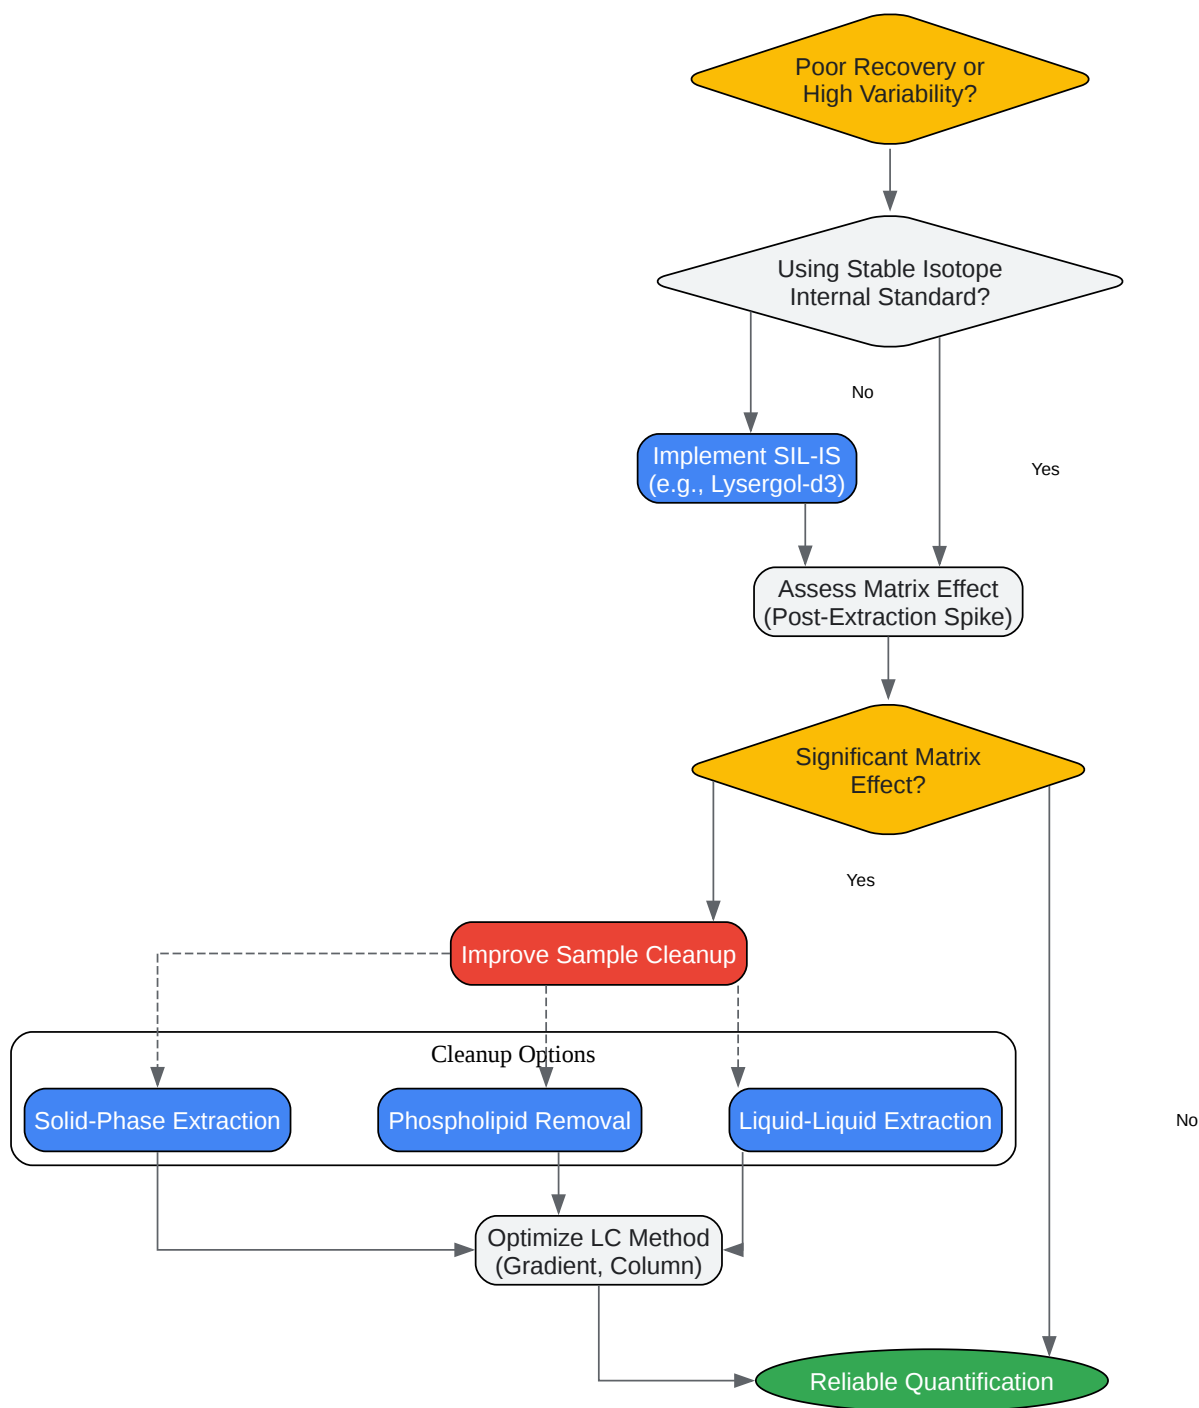 Poor Recovery or
High Variability?
Using Stable Isotope
Internal Standard?
No
Implement SIL-IS
(e.g., Lysergol-d3)
Yes
Assess Matrix Effect
(Post-Extraction Spike)
Significant Matrix
Effect?
Yes
Improve Sample Cleanup
Cleanup Options
Solid-Phase Extraction
Phospholipid Removal
Liquid-Liquid Extraction
No
Optimize LC Method
(Gradient, Column)
Reliable Quantification